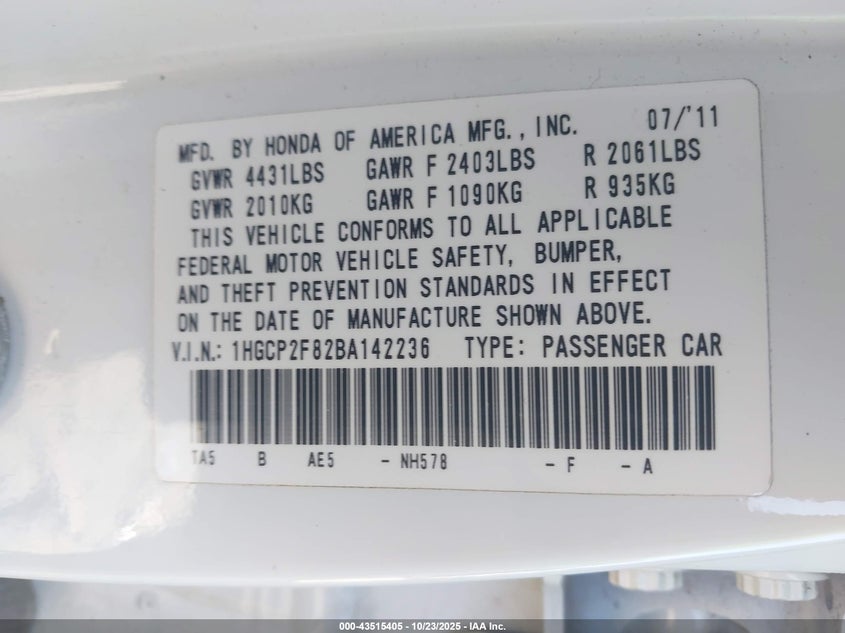 MFD. BY HONDA OF AMERICA MFG., INC. 07/'11
GVWR 4431LBS GAWR F 2403LBS R 2061LBS
GVWR 2010KG GAWR F 1090KG R 935KG
THIS VEHICLE CONFORMS TO ALL APPLICABLE
FEDERAL MOTOR VEHICLE SAFETY, BUMPER,
AND THEFT PREVENTION STANDARDS IN EFFECT
ON THE DATE OF MANUFACTURE SHOWN ABOVE.
V.I.N.: 1HGCP2F82BA142236 TYPE: PASSENGER CAR
TA5 B AE5 - NH578 - F - A
000-43515405 - 10/23/2025 - IAA Inc.